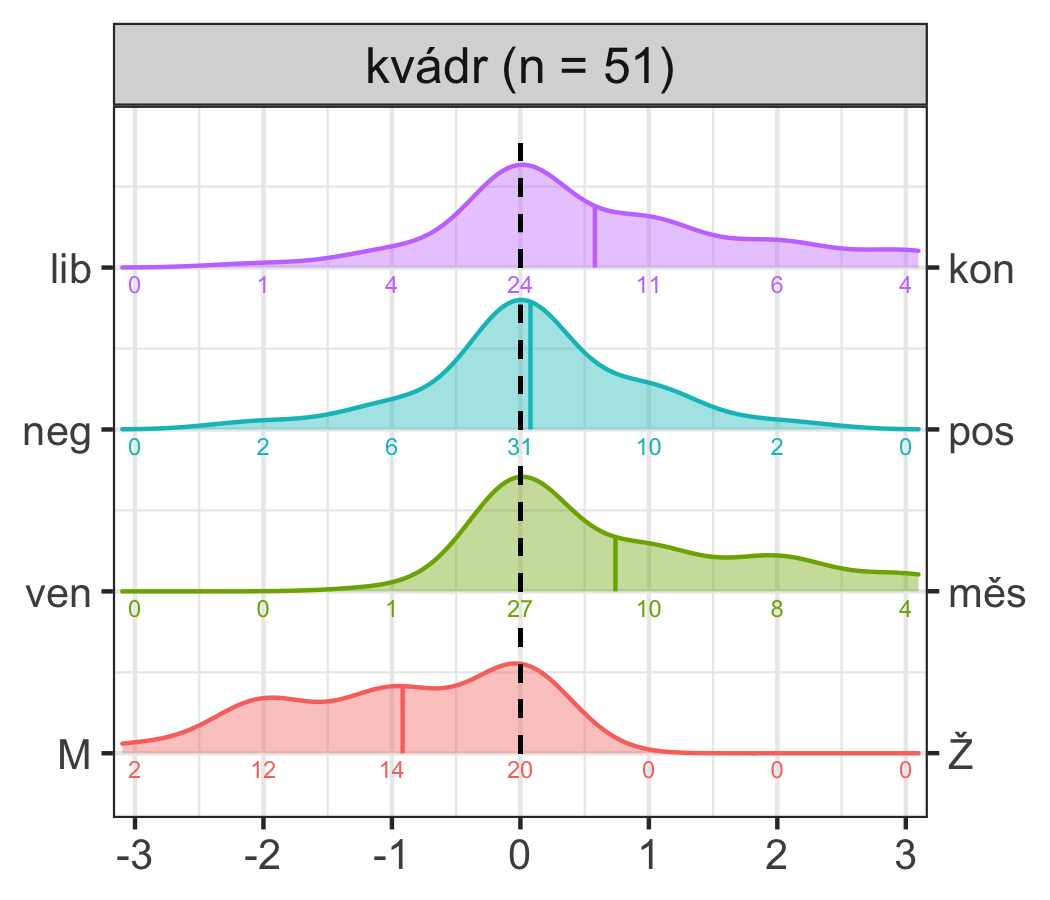 kvádr (n = 51)
lib kon
0 1 4 24 11 6 4
neg pos
0 2 6 31 10 2 0
ven měs
0 0 1 27 10 8 4
M Ž
2 12 14 20 0 0 0
-3 -2 -1 0 1 2 3